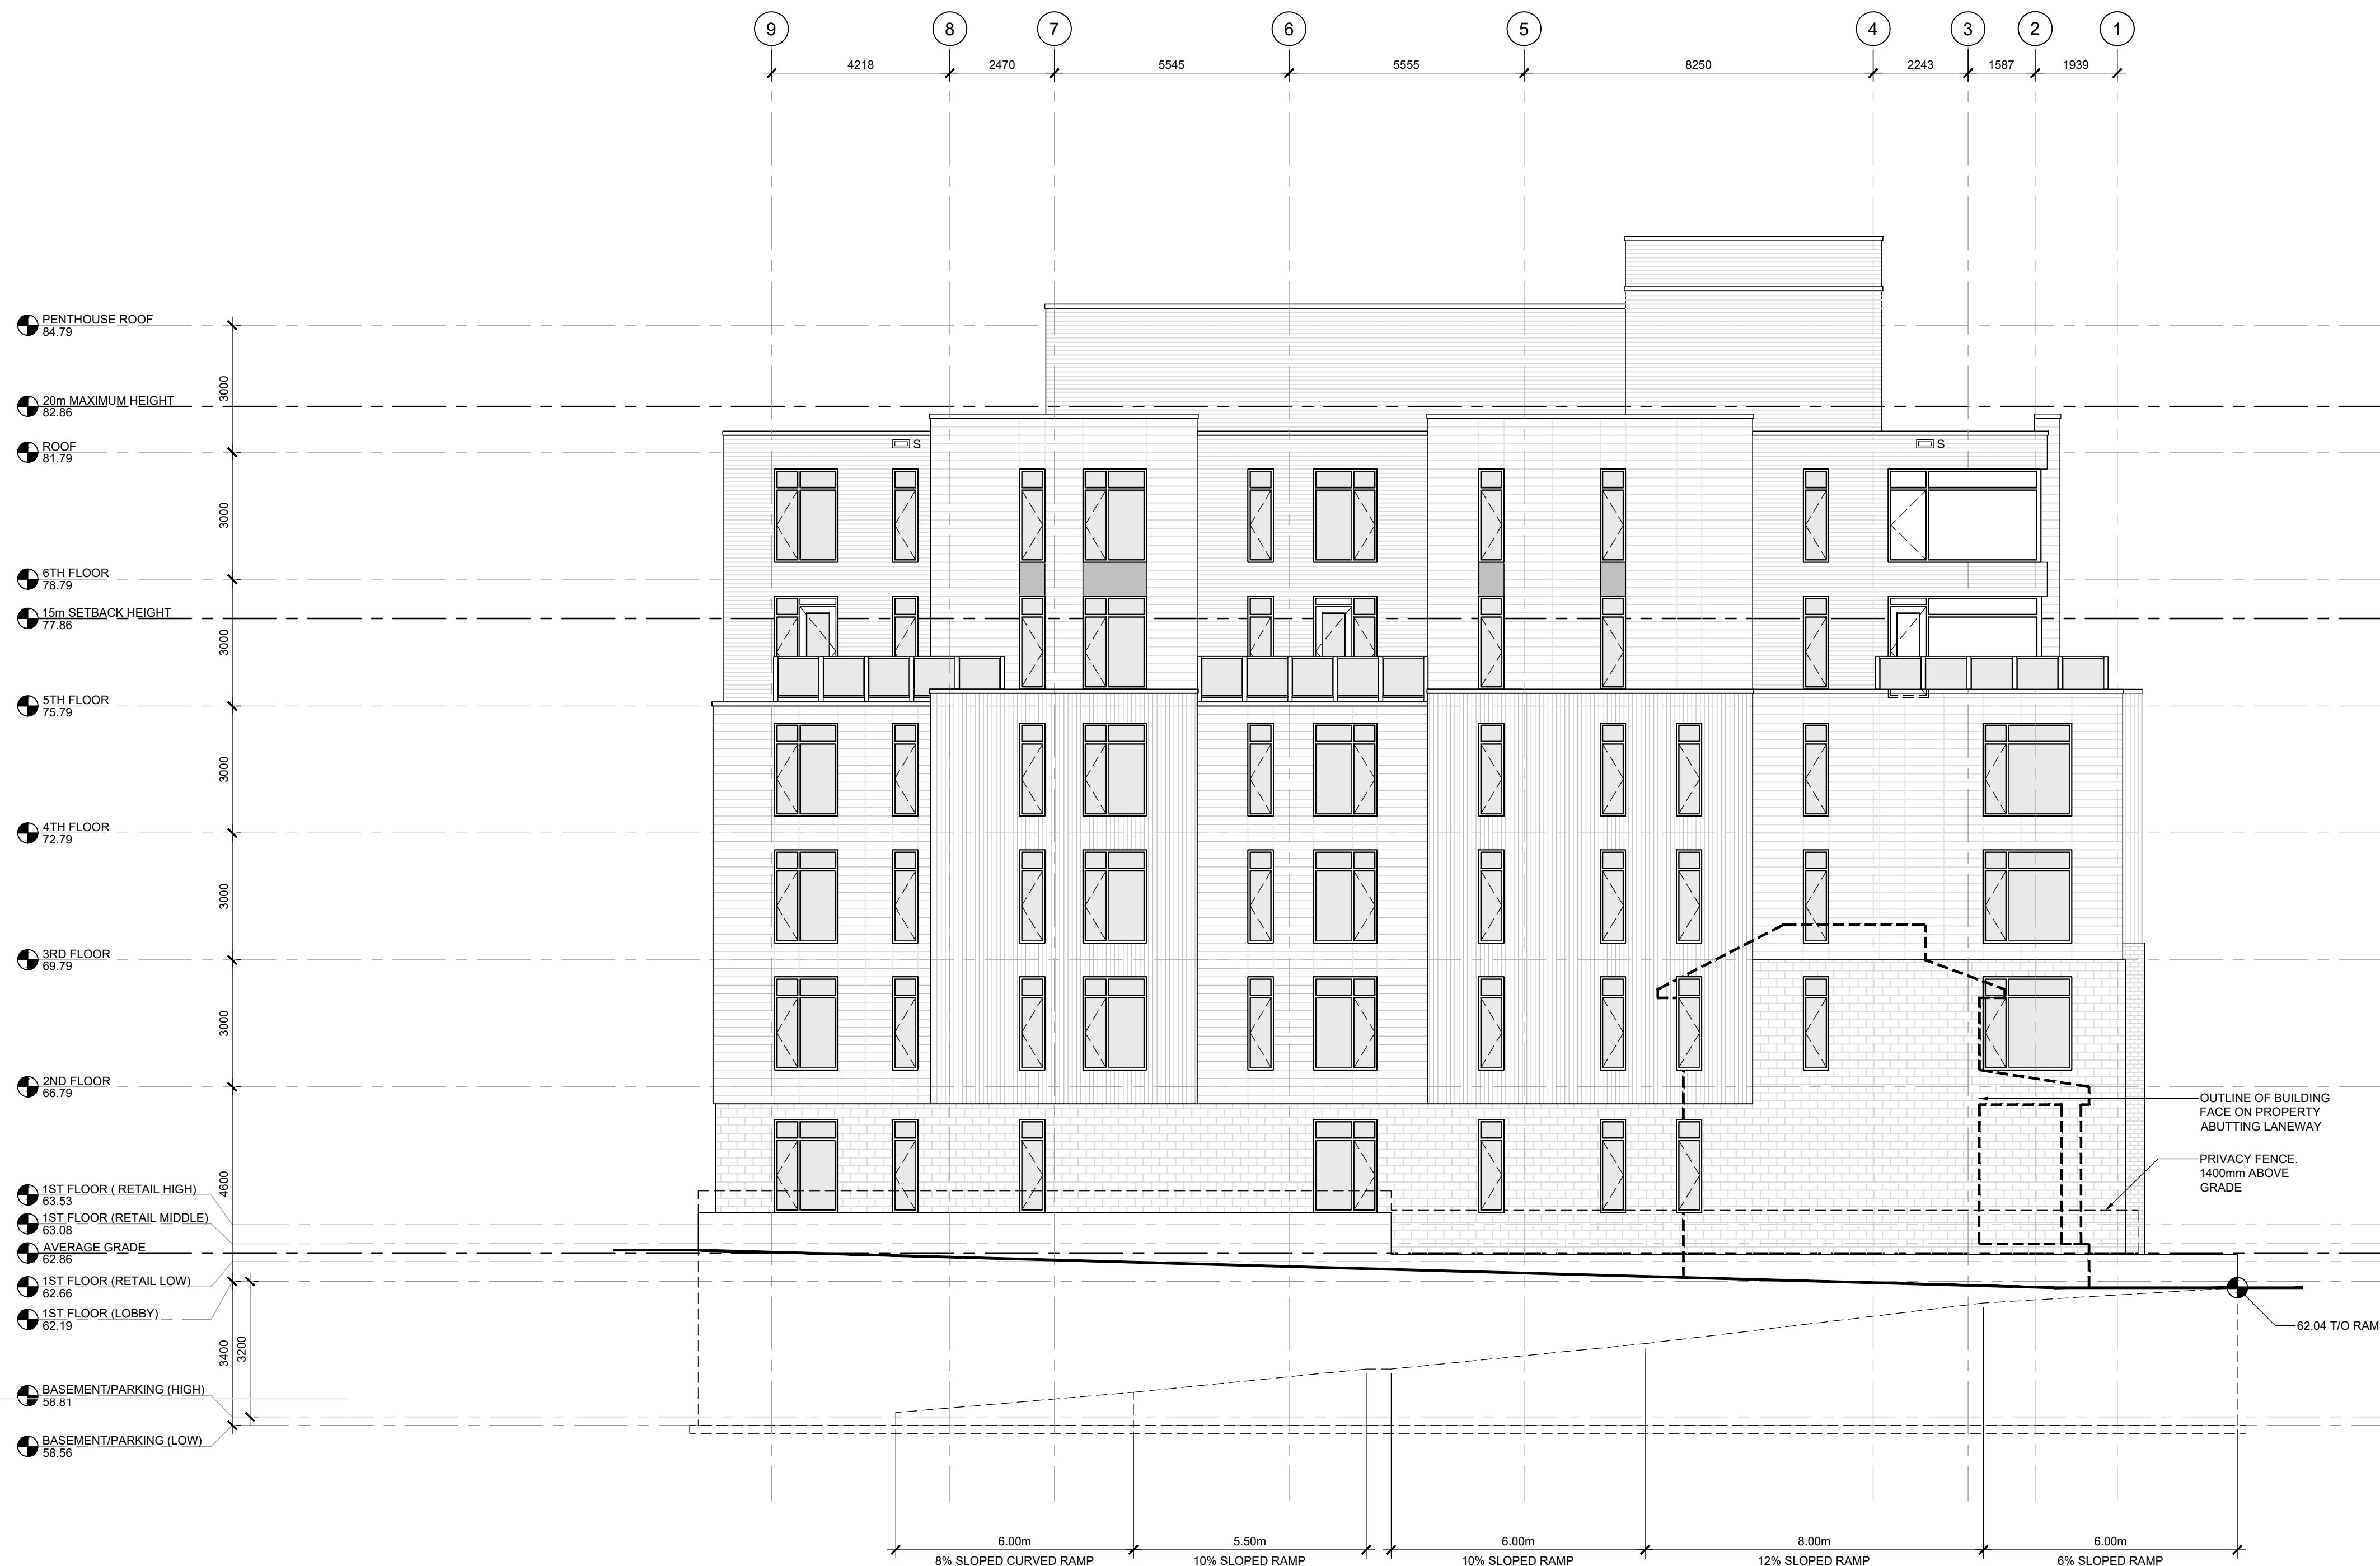 9 8 7 6 5 4 3 2 1
4218 2470 5545 5555 8250 2243 1587 1939
PENTHOUSE ROOF
84.79
3000
20m MAXIMUM HEIGHT
82.86
ROOF
81.79
S S
3000
6TH FLOOR
78.79
15m SETBACK HEIGHT
77.86
3000
5TH FLOOR
75.79
3000
4TH FLOOR
72.79
3000
3RD FLOOR
69.79
3000
2ND FLOOR
66.79
OUTLINE OF BUILDING
FACE ON PROPERTY
ABUTTING LANEWAY
PRIVACY FENCE.
1400mm ABOVE
GRADE
4600
1ST FLOOR ( RETAIL HIGH)
63.53
1ST FLOOR (RETAIL MIDDLE)
63.08
AVERAGE GRADE
62.86
1ST FLOOR (RETAIL LOW)
62.66
1ST FLOOR (LOBBY)
62.19
62.04 T/O RAM
3400 3200
BASEMENT/PARKING (HIGH)
58.81
BASEMENT/PARKING (LOW)
58.56
6.00m 5.50m 6.00m 8.00m 6.00m
8% SLOPED CURVED RAMP 10% SLOPED RAMP 10% SLOPED RAMP 12% SLOPED RAMP 6% SLOPED RAMP